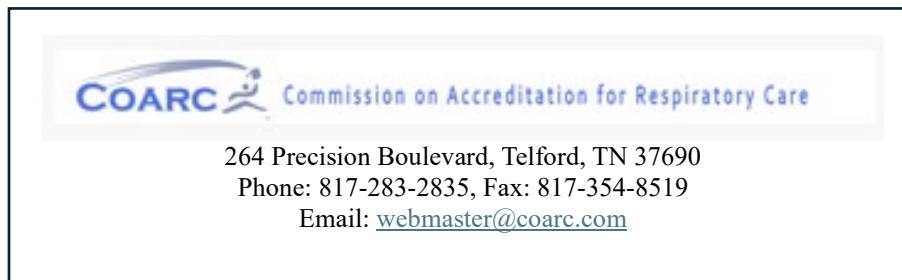 COARC Commission on Accreditation for Respiratory Care
264 Precision Boulevard, Telford, TN 37690
Phone: 817-283-2835, Fax: 817-354-8519
Email: webmaster@coarc.com